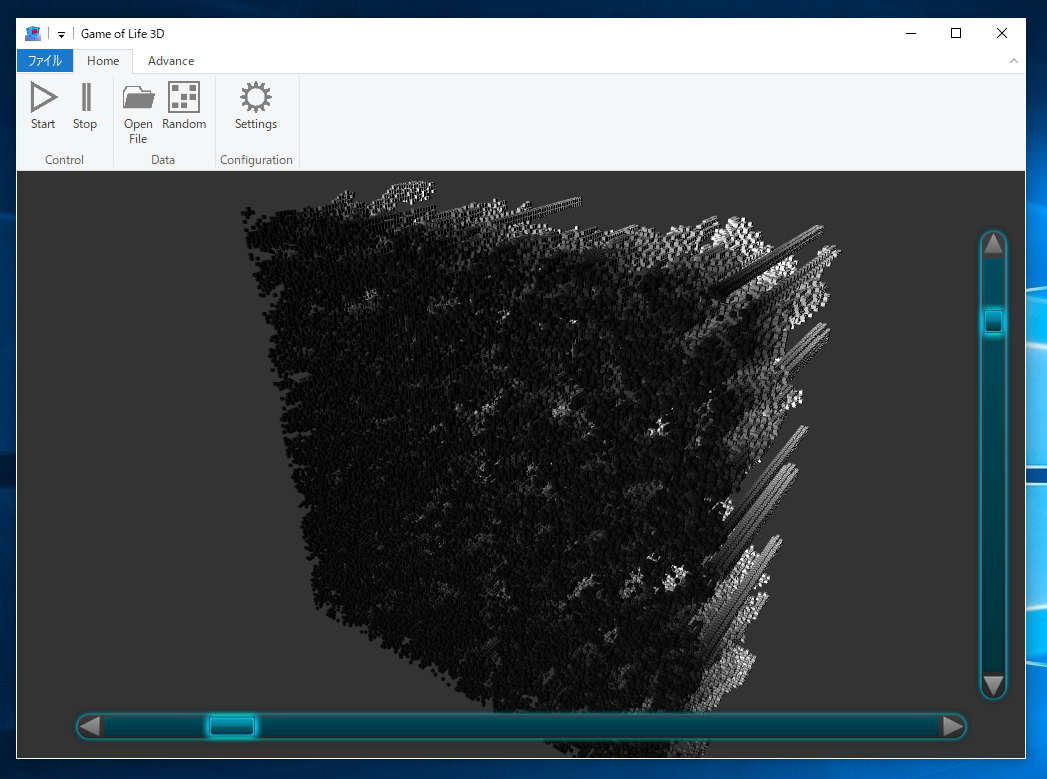 Game of Life 3D
ファイル Home Advance
Start Stop Open File Random Settings
Control Data Configuration